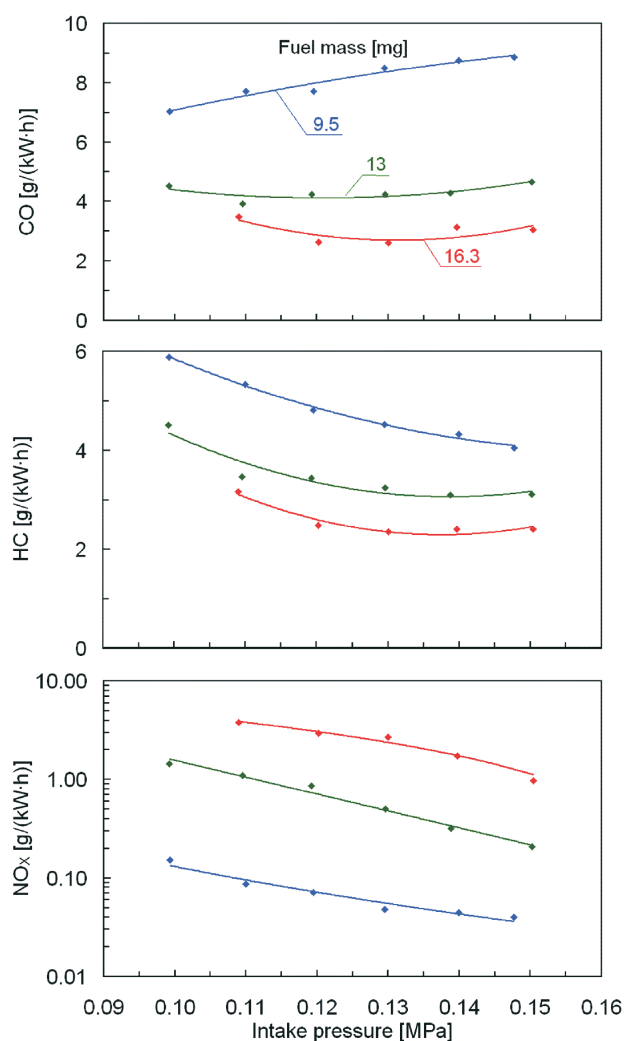 10
8
6
4
2
0
CO [g/(kW·h)]
Fuel mass [mg]
9.5
13
16.3
6
4
2
0
HC [g/(kW·h)]
10.00
1.00
0.10
0.01
NOx [g/(kW·h)]
0.09 0.10 0.11 0.12 0.13 0.14 0.15 0.16
Intake pressure [MPa]